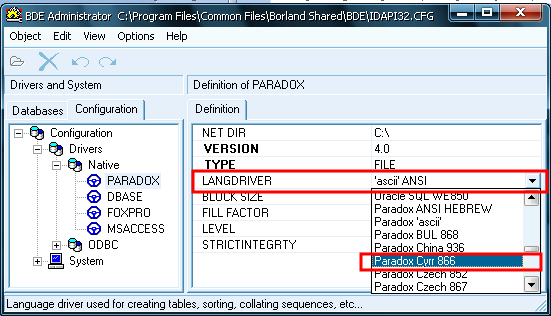 BDE Administrator C:\Program Files\Common Files\Borland Shared\BDE\IDAPI32.CFG
Object Edit View Options Help
Drivers and System
Definition of PARADOX
Databases Configuration
Definition
Configuration
Drivers
Native
PARADOX
DBASE
FOXPRO
MSACCESS
ODBC
System
NET DIR C:\
VERSION 4.0
TYPE FILE
LANGDRIVER 'ascii' ANSI
BLOCK SIZE
FILL FACTOR
LEVEL
STRICTINTEGRTY
Oracle SQL WE850
Paradox ANSI HEBREW
Paradox 'ascii'
Paradox BUL 868
Paradox China 936
Paradox Cyrr 866
Paradox Czech 852
Paradox Czech 867
Language driver used for creating tables, sorting, collating sequences, etc...